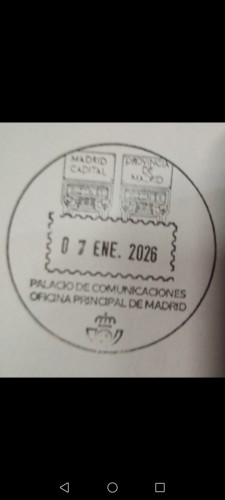 MADRID
CAPITAL
PROVINCIA
DE
MADRID
07 ENE. 2026
PALACIO DE COMUNICACIONES
OFICINA PRINCIPAL DE MADRID